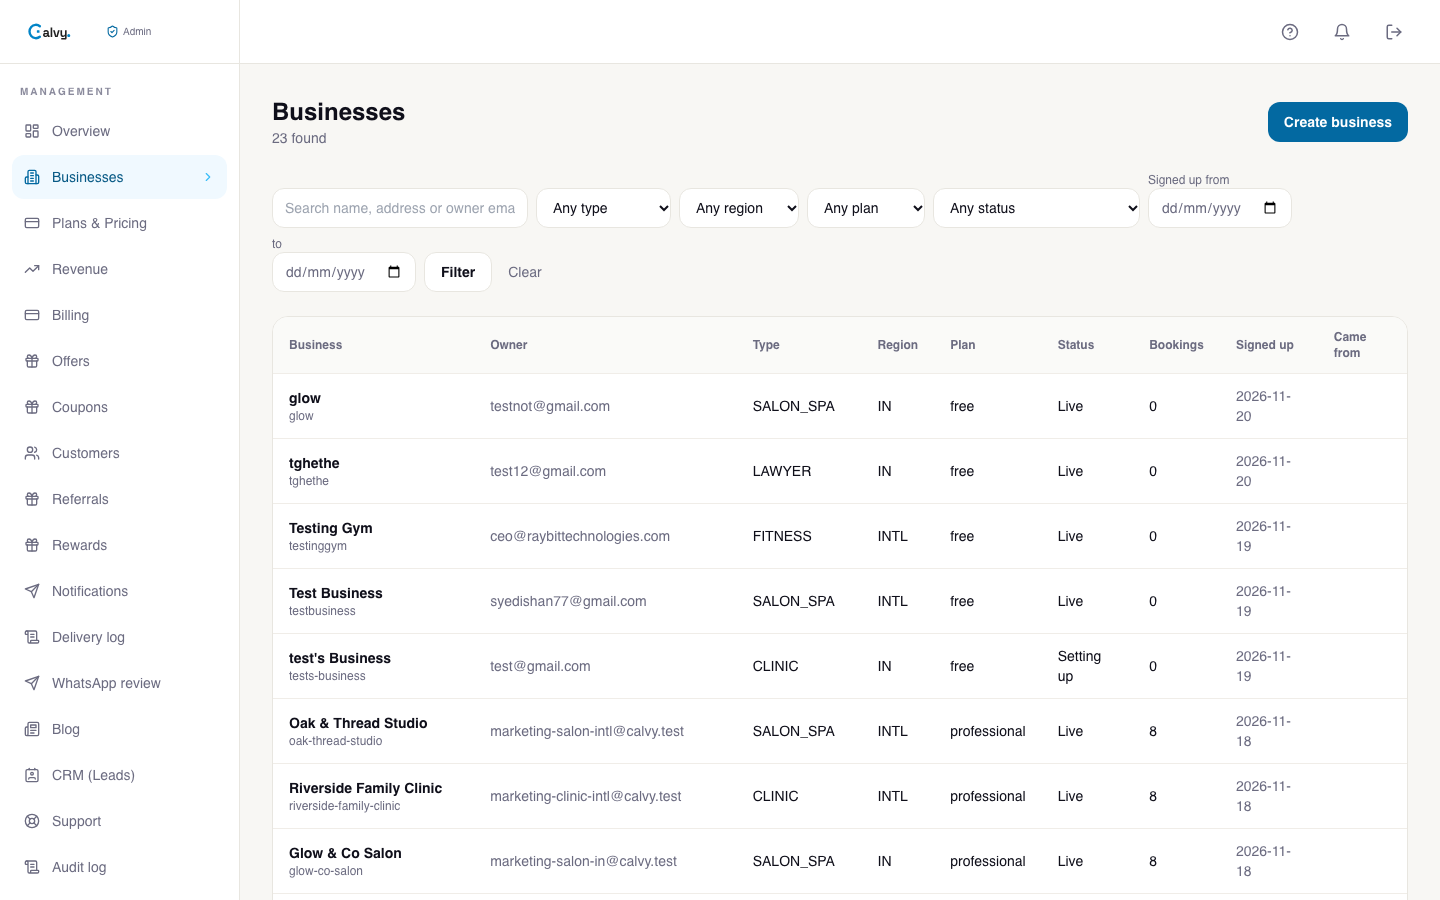 Calvy.
Admin
MANAGEMENT
Overview
Businesses
Plans & Pricing
Revenue
Billing
Offers
Coupons
Customers
Referrals
Rewards
Notifications
Delivery log
WhatsApp review
Blog
CRM (Leads)
Support
Audit log
Businesses
23 found
Create business
Signed up from
Search name, address or owner ema
Any type
Any region
Any plan
Any status
dd/mm/yyyy
to
dd/mm/yyyy
Filter
Clear
Business Owner Type Region Plan Status Bookings Signed up Came from
glow testnot@gmail.com SALON_SPA IN free Live 0 2026-11-20
glow
tghethe test12@gmail.com LAWYER IN free Live 0 2026-11-20
tghethe
Testing Gym ceo@raybittechnologies.com FITNESS INTL free Live 0 2026-11-19
testinggym
Test Business syedishan77@gmail.com SALON_SPA INTL free Live 0 2026-11-19
testbusiness
test's Business test@gmail.com CLINIC IN free Setting up 0 2026-11-19
tests-business
Oak & Thread Studio marketing-salon-intl@calvy.test SALON_SPA INTL professional Live 8 2026-11-18
oak-thread-studio
Riverside Family Clinic marketing-clinic-intl@calvy.test CLINIC INTL professional Live 8 2026-11-18
riverside-family-clinic
Glow & Co Salon marketing-salon-in@calvy.test SALON_SPA IN professional Live 8 2026-11-18
glow-co-salon